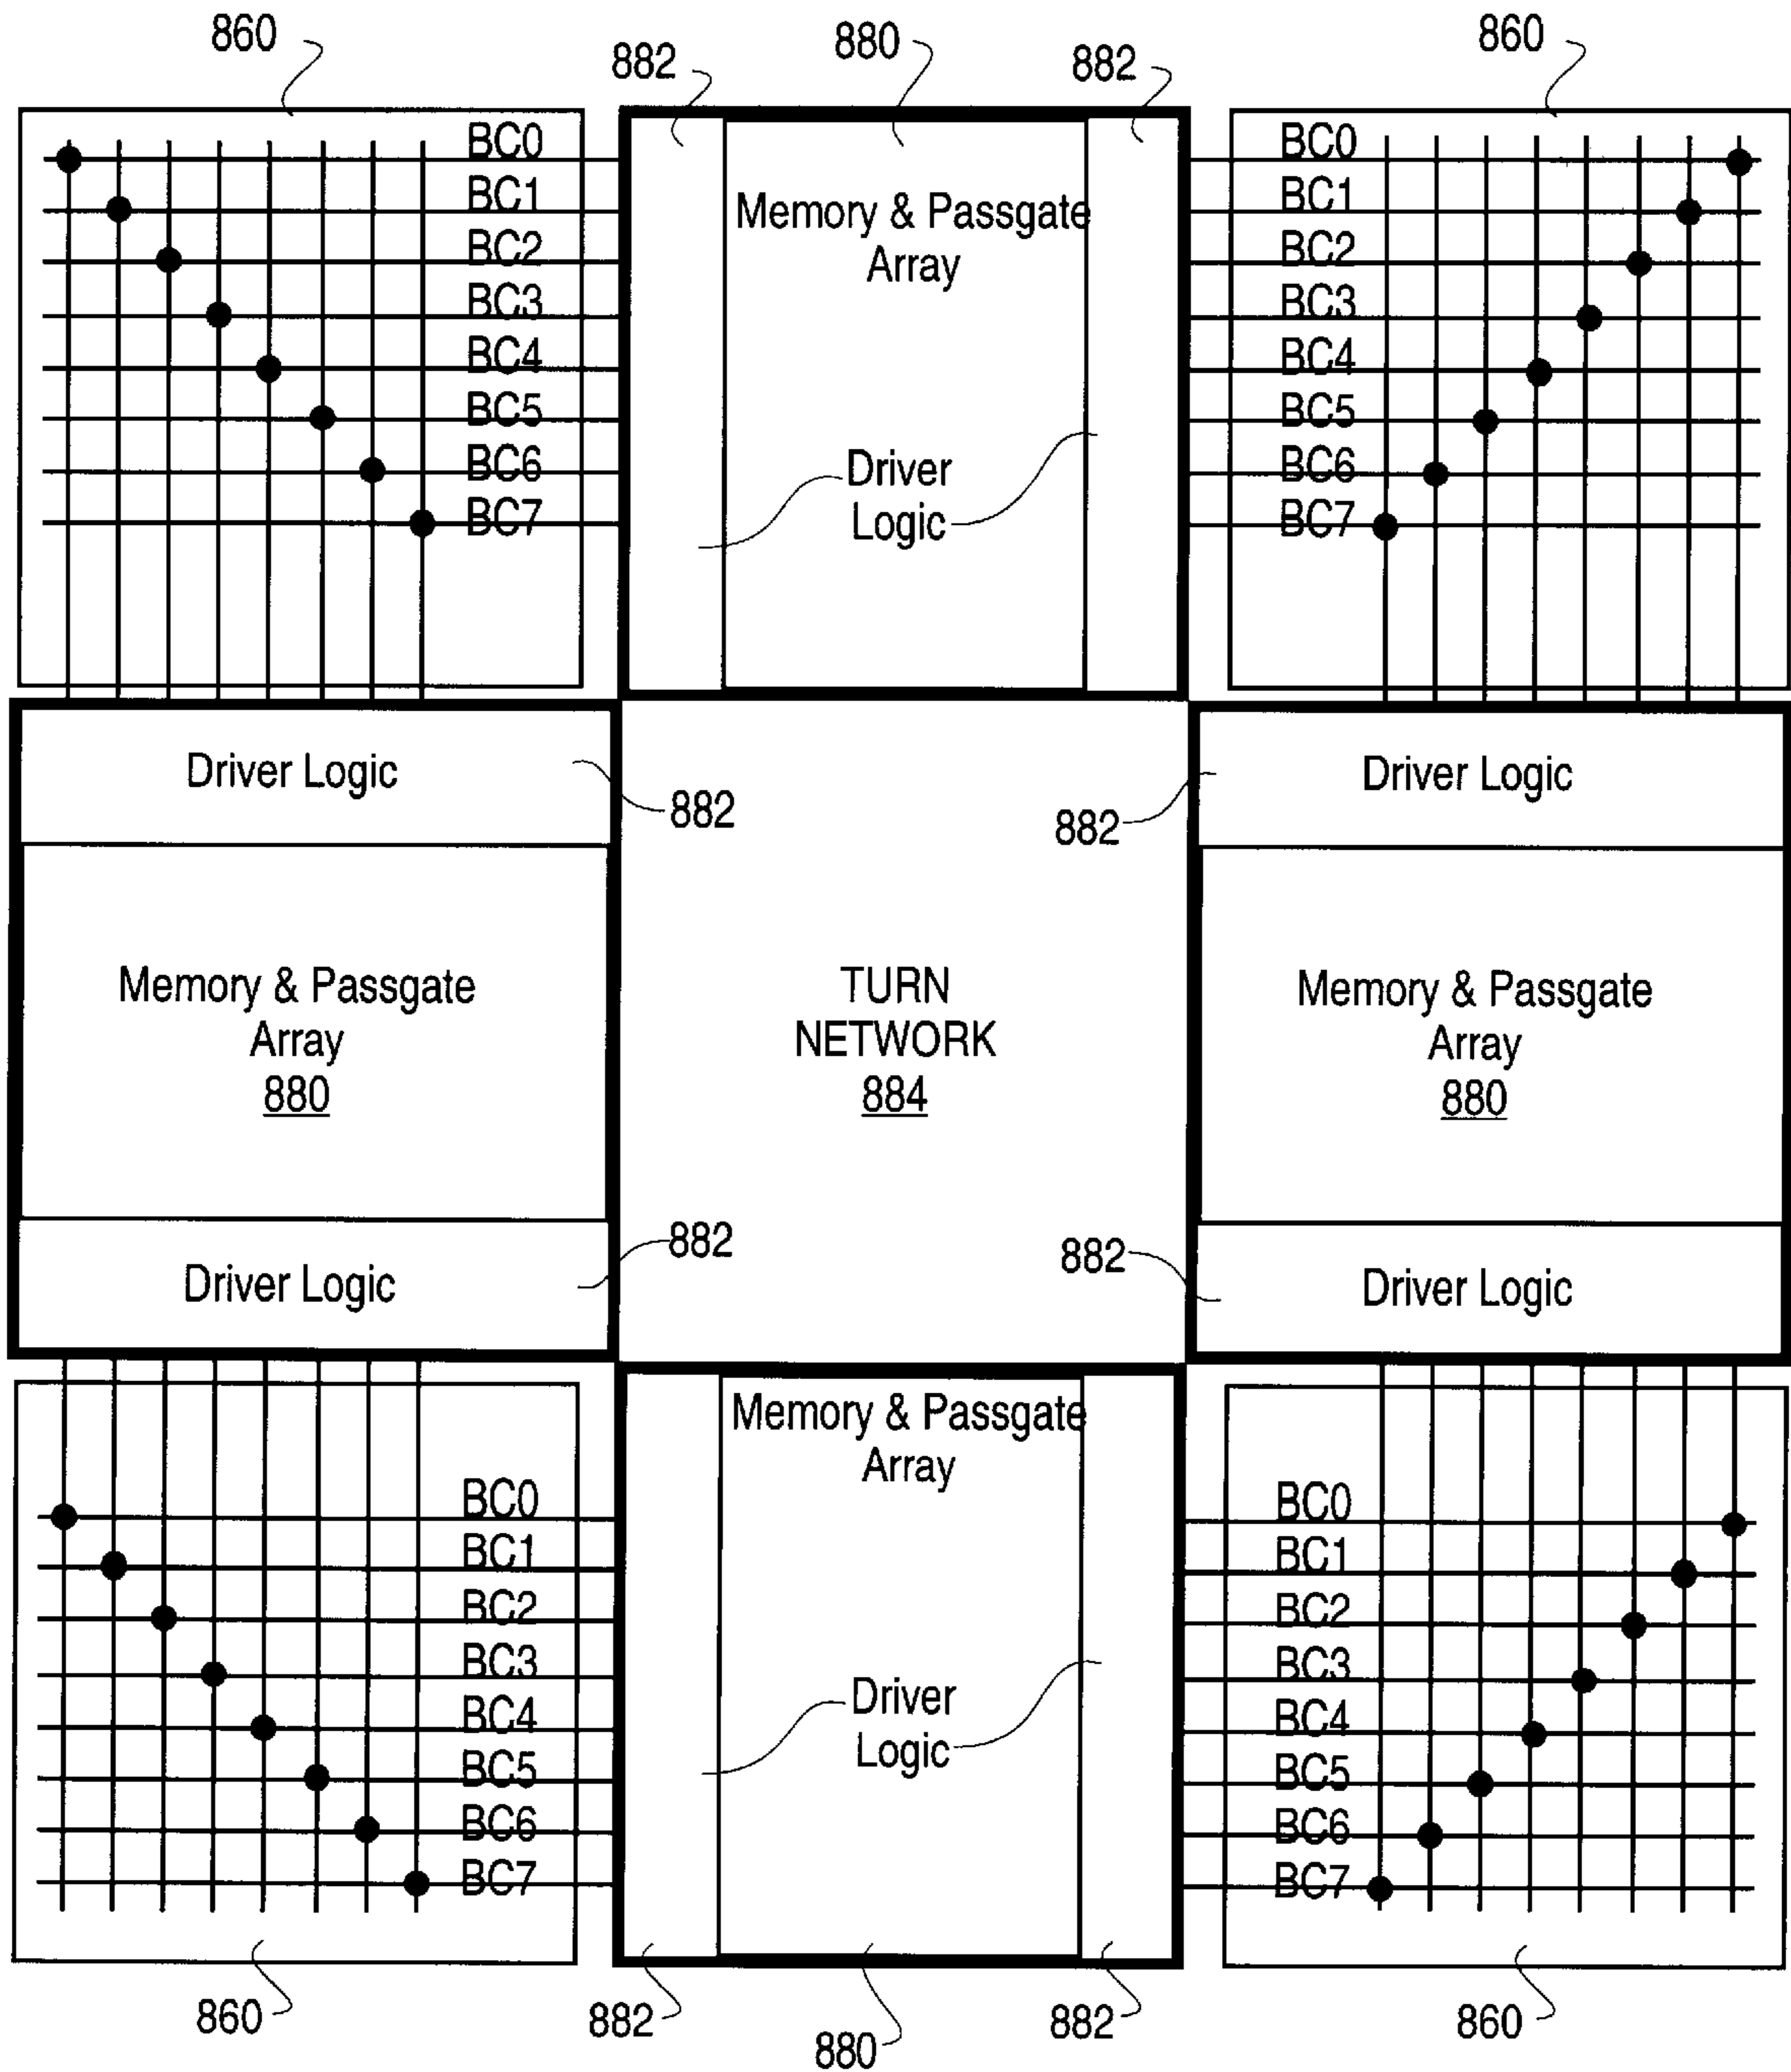 860
882
880
882
860
BC0
BC1
BC2
BC3
BC4
BC5
BC6
BC7
Memory & Passgate
Array
Driver
Logic
BC0
BC1
BC2
BC3
BC4
BC5
BC6
BC7
Driver Logic
882
882
Driver Logic
Memory & Passgate
Array
880
TURN
NETWORK
884
Memory & Passgate
Array
880
Driver Logic
882
882
Driver Logic
BC0
BC1
BC2
BC3
BC4
BC5
BC6
BC7
Memory & Passgate
Array
Driver
Logic
BC0
BC1
BC2
BC3
BC4
BC5
BC6
BC7
860
882
880
882
860